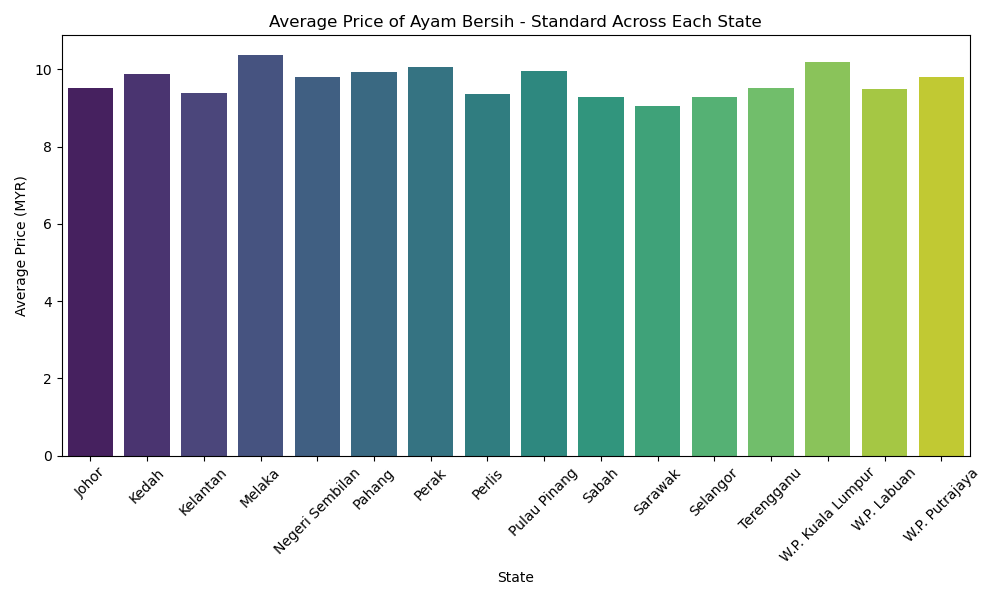 Average Price of Ayam Bersih - Standard Across Each State
Average Price (MYR)
10
8
6
4
2
0
Johor
Kedah
Kelantan
Melaka
Negeri Sembilan
Pahang
Perak
Perlis
Pulau Pinang
Sabah
Sarawak
Selangor
Terengganu
W.P. Kuala Lumpur
W.P. Labuan
W.P. Putrajaya
State